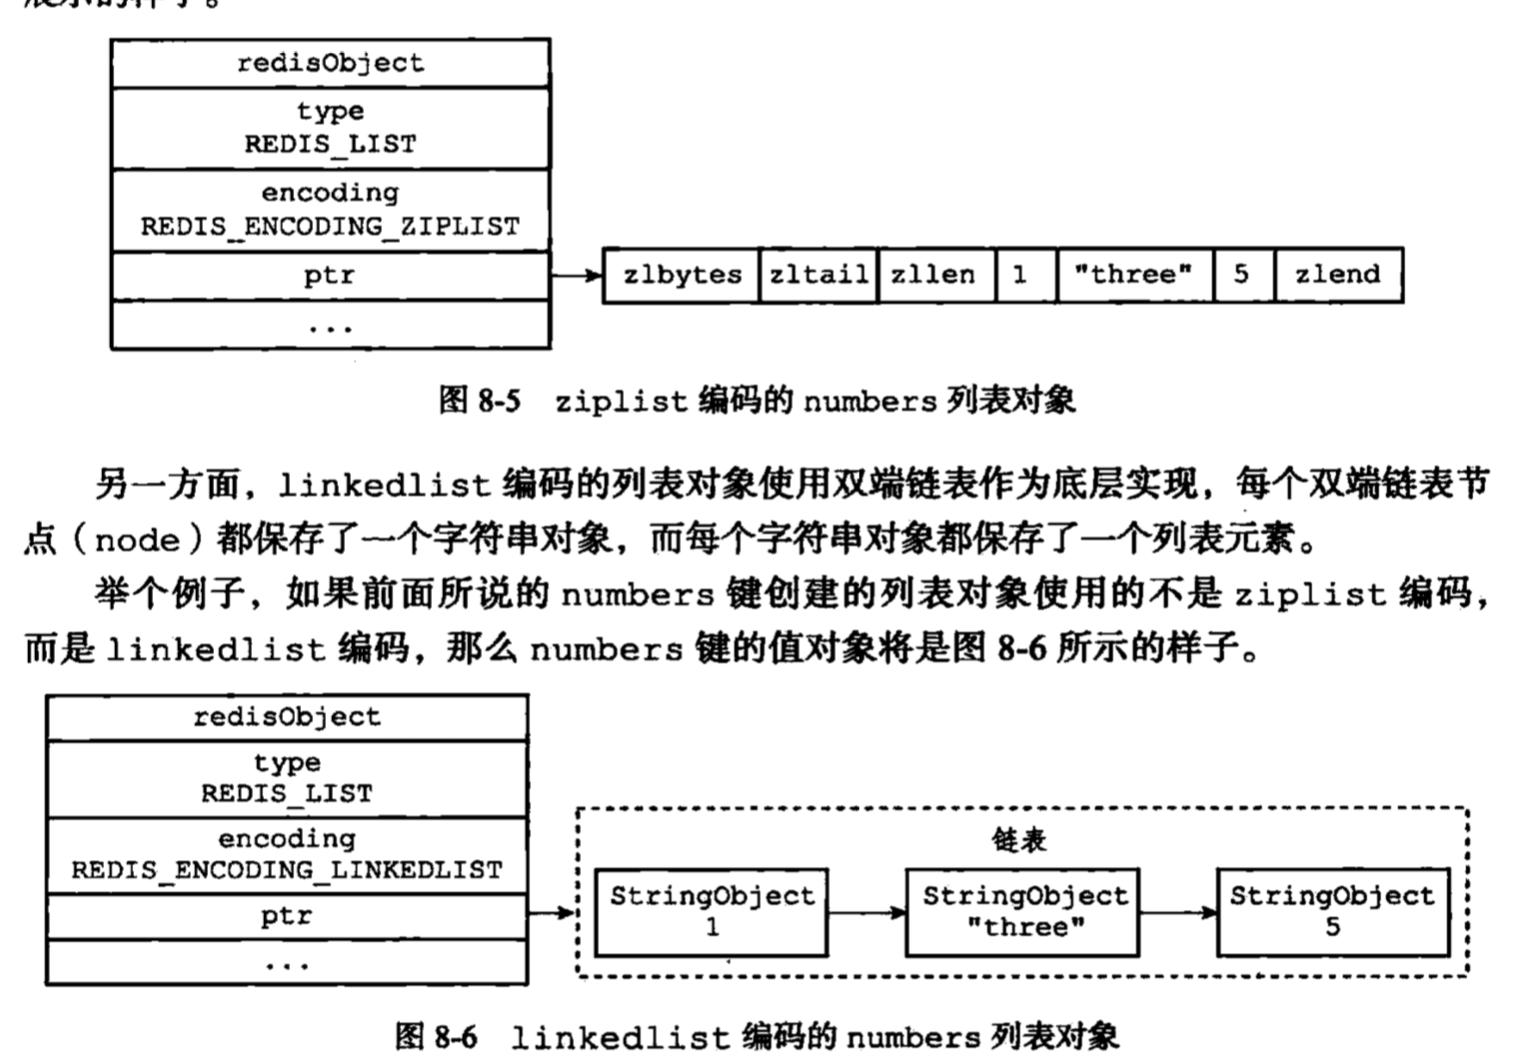 展示的样子。
redisObject
type
REDIS_LIST
encoding
REDIS_ENCODING_ZIPLIST
ptr
...
zlbytes zltail zllen 1 "three" 5 zlend
图 8-5 ziplist 编码的 numbers 列表对象
另一方面，linkedlist 编码的列表对象使用双端链表作为底层实现，每个双端链表节
点（node）都保存了一个字符串对象，而每个字符串对象都保存了一个列表元素。
举个例子，如果前面所说的 numbers 键创建的列表对象使用的不是 ziplist 编码，
而是 linkedlist 编码，那么 numbers 键的值对象将是图 8-6 所示的样子。
redisObject
type
REDIS_LIST
encoding
REDIS_ENCODING_LINKEDLIST
ptr
...
链表
StringObject
1
StringObject
"three"
StringObject
5
图 8-6 linkedlist 编码的 numbers 列表对象